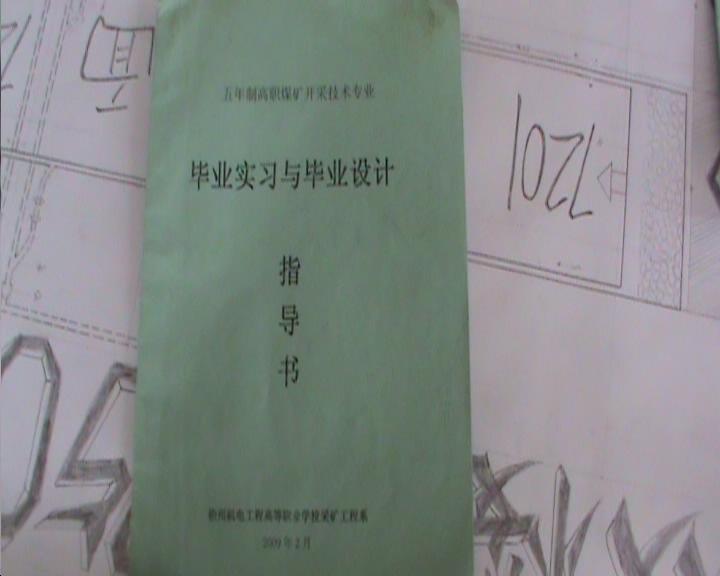 五年制高职煤矿开采技术专业
毕业实习与毕业设计
指
导
书
徐州机电工程高等职业学校采矿工程系
2009年2月
7201